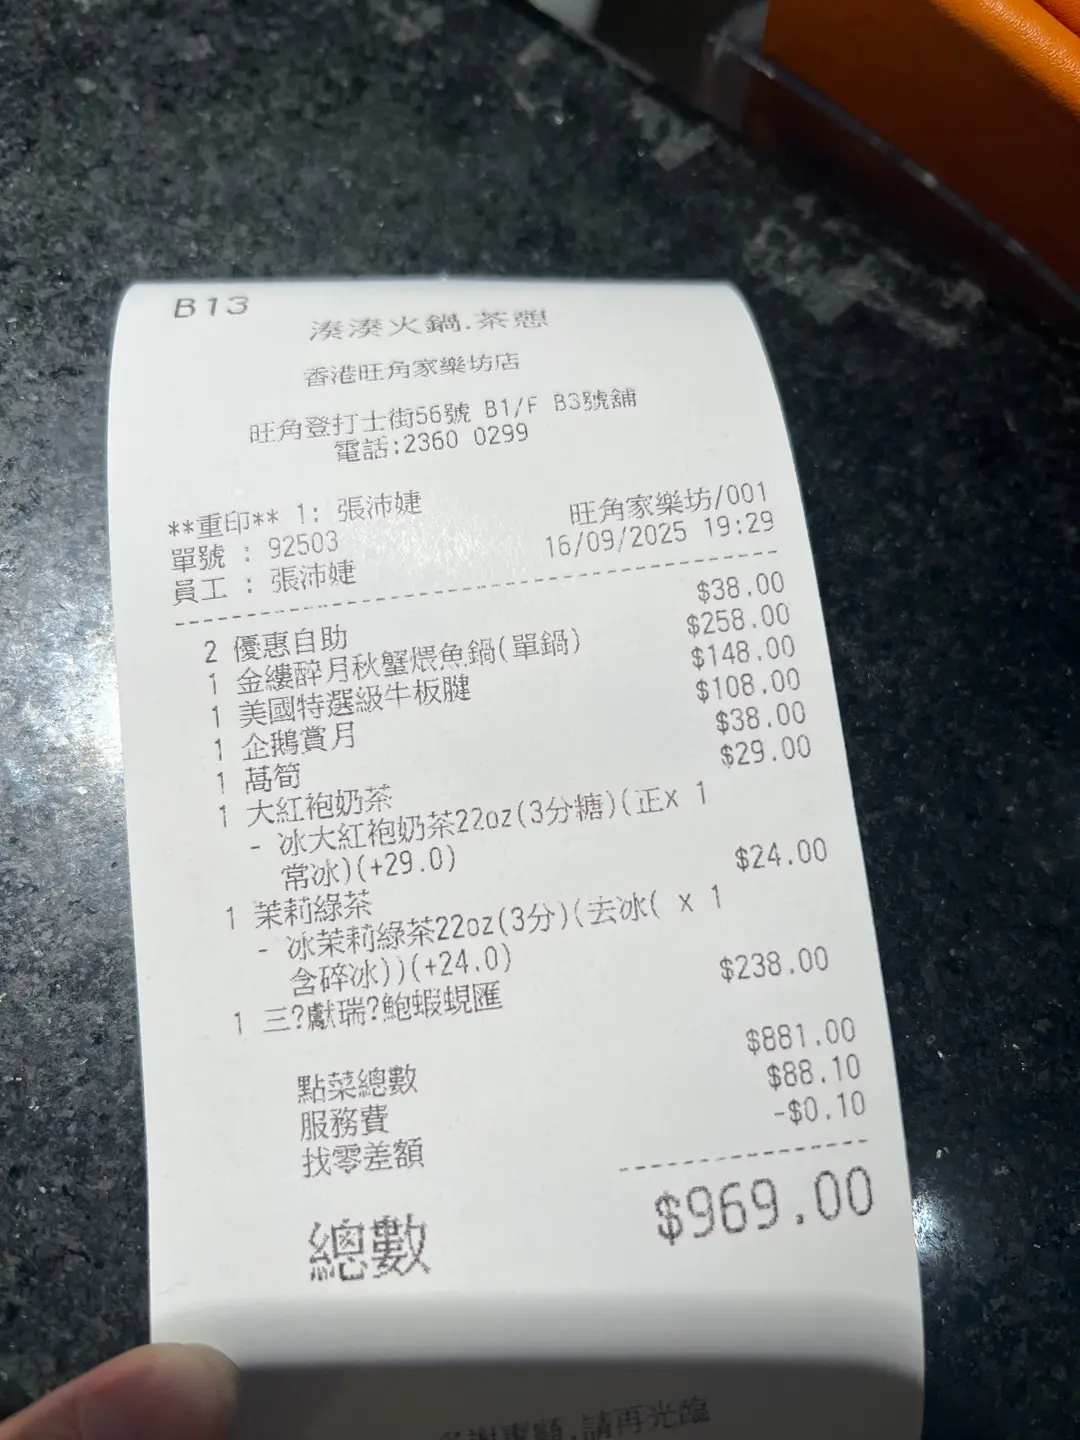 B13
湊湊火鍋.茶憩
香港旺角家樂坊店
旺角登打士街56號 B1/F B3號舖
電話:2360 0299
**重印** 1: 張沛婕 旺角家樂坊/001
單號 : 92503 16/09/2025 19:29
員工 : 張沛婕
2 優惠自助 $38.00
1 金縷醉月秋蟹煨魚鍋(單鍋) $258.00
1 美國特選級牛板腱 $148.00
1 企鵝賞月 $108.00
1 萵筍 $38.00
1 大紅袍奶茶 $29.00
- 冰大紅袍奶茶22oz(3分糖)(正x 1
常冰)(+29.0)
1 茉莉綠茶 $24.00
- 冰茉莉綠茶22oz(3分)(去冰( x 1
含碎冰))(+24.0)
1 三?獻瑞?鮑蝦蜆匯 $238.00
點菜總數 $881.00
服務費 $88.10
找零差額 -$0.10
總數 $969.00
多謝惠顧,請再光臨